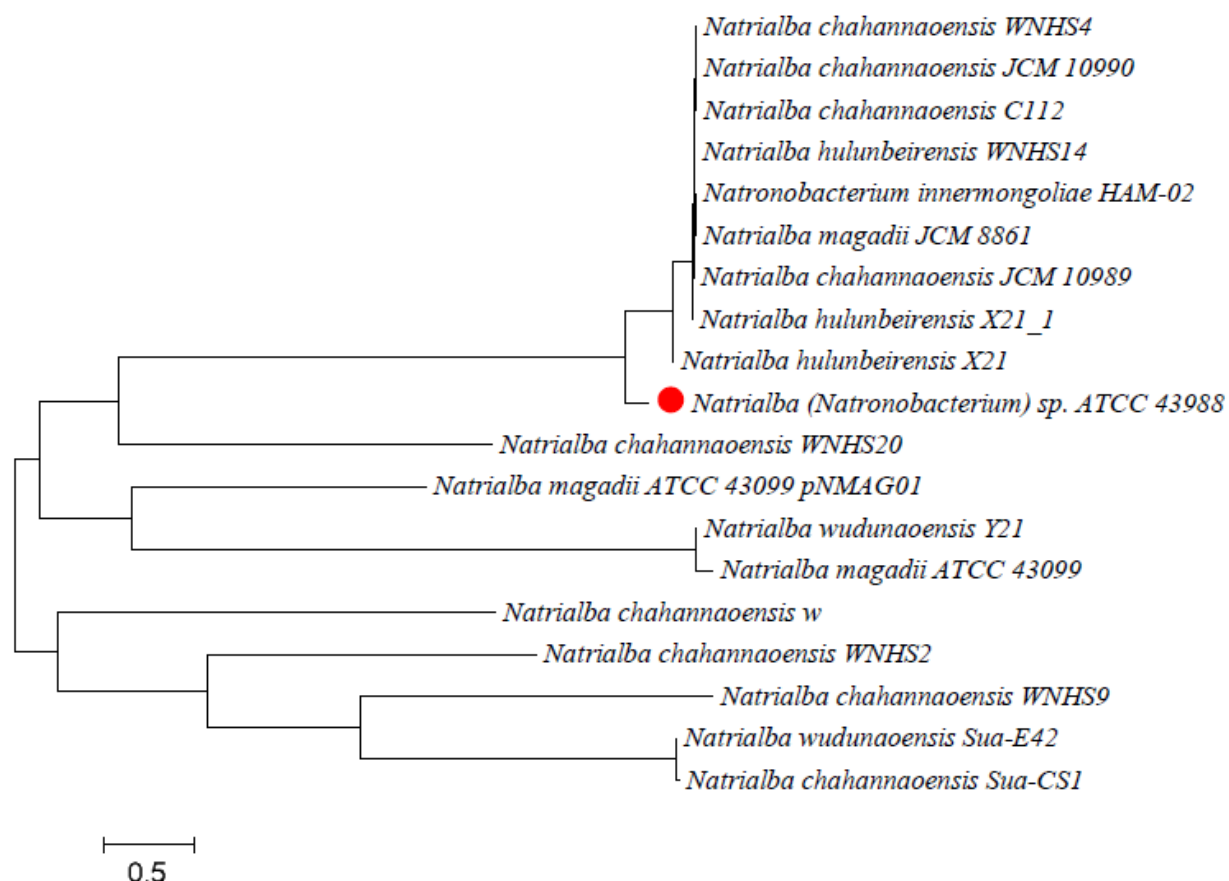 Natrialba chahannaoensis WNHS4
Natrialba chahannaoensis JCM 10990
Natrialba chahannaoensis C112
Natrialba hulunbeirensis WNHS14
Natronobacterium innermongoliae HAM-02
Natrialba magadii JCM 8861
Natrialba chahannaoensis JCM 10989
Natrialba hulunbeirensis X21_1
Natrialba hulunbeirensis X21
Natrialba (Natronobacterium) sp. ATCC 43988
Natrialba chahannaoensis WNHS20
Natrialba magadii ATCC 43099 pNMAG01
Natrialba wudunaoensis Y21
Natrialba magadii ATCC 43099
Natrialba chahannaoensis w
Natrialba chahannaoensis WNHS2
Natrialba chahannaoensis WNHS9
Natrialba wudunaoensis Sua-E42
Natrialba chahannaoensis Sua-CS1
0.5